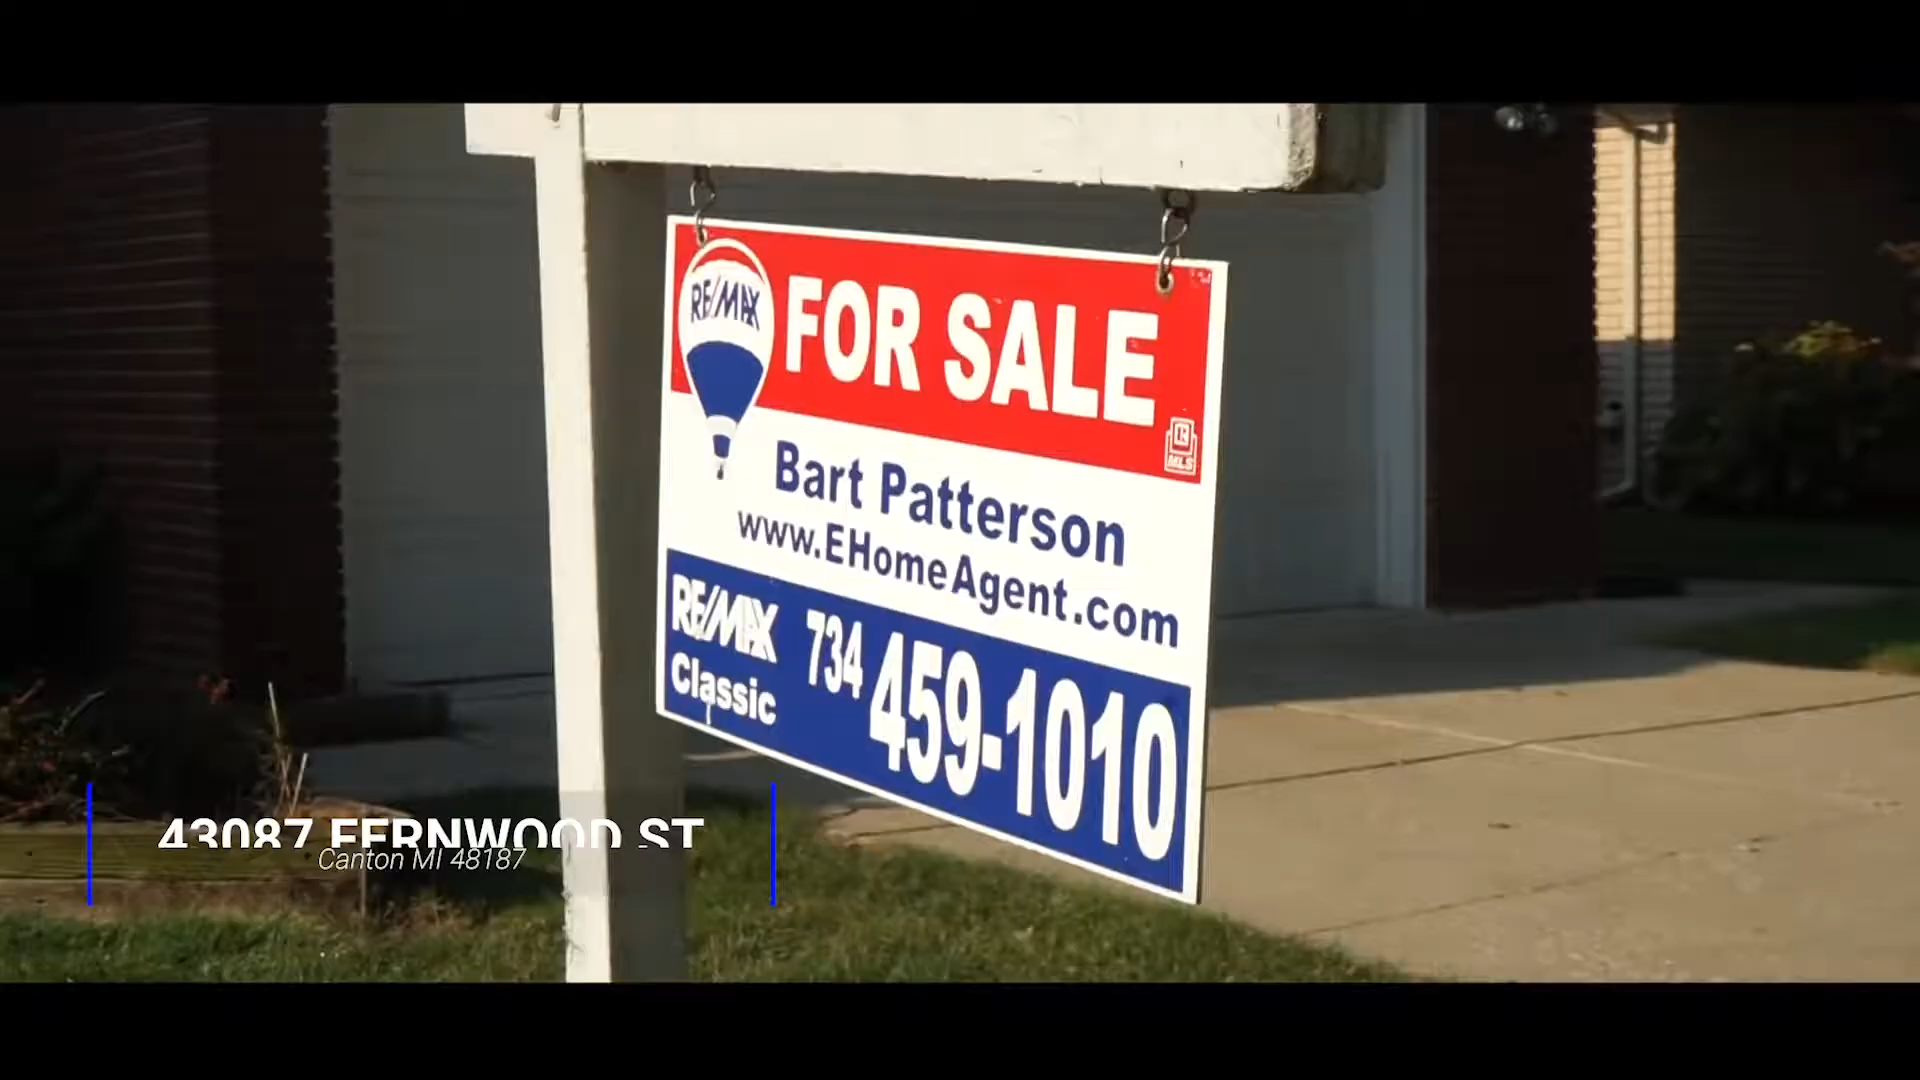 RE/MAX
FOR SALE
MLS
Bart Patterson
www.EHomeAgent.com
RE/MAX
Classic
734 459-1010
43087 FERNWOOD ST
Canton MI 48187